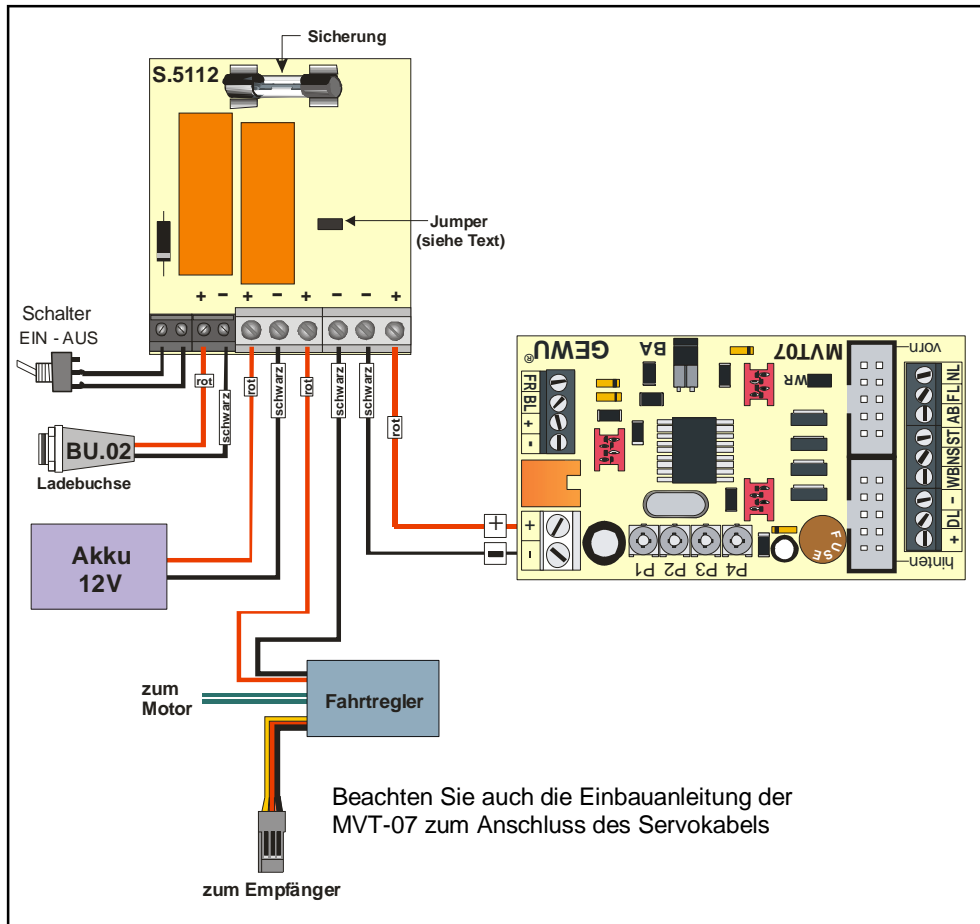 Sicherung
S.5112
Jumper
(siehe Text)
+ − + − + − − +
Schalter
EIN - AUS
rot
schwarz
rot
schwarz
rot
schwarz
schwarz
rot
BU.02
Ladebuchse
Akku
12V
GEWU®
BA
MVT07
WR
vorn
FR BL + -
+ -
P1 P2 P3 P4
FUSE
NL FL AB ST NS WB - DL +
hinten
+
-
zum
Motor
Fahrtregler
zum Empfänger
Beachten Sie auch die Einbauanleitung der
MVT-07 zum Anschluss des Servokabels